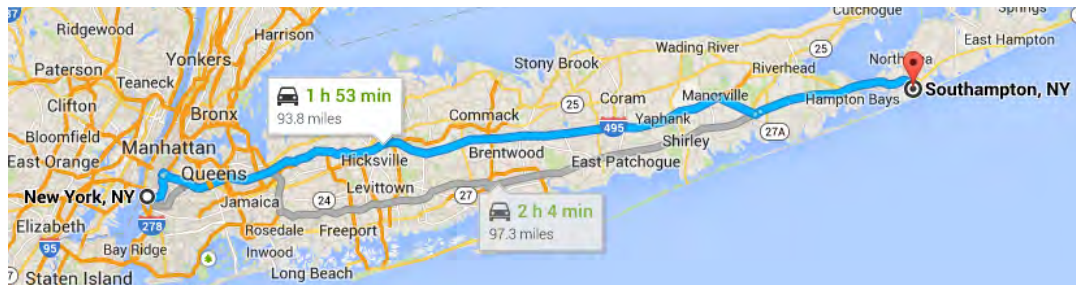 87
Ridgewood
Harrison
Cutchogue
Springs
Yonkers
Wading River
25
East Hampton
Paterson
Teaneck
Stony Brook
Riverhead
1 h 53 min
93.8 miles
25
Coram
Manorville
Southampton, NY
Clifton
Bronx
Commack
Hampton Bays
Bloomfield
495
Yaphank
27A
Manhattan
Shirley
East Orange
Hicksville
Brentwood
East Patchogue
Queens
Levittown
New York, NY
Jamaica
24
27
2 h 4 min
97.3 miles
Elizabeth
278
Rosedale
Freeport
95
Bay Ridge
Inwood
Staten Island
Long Beach